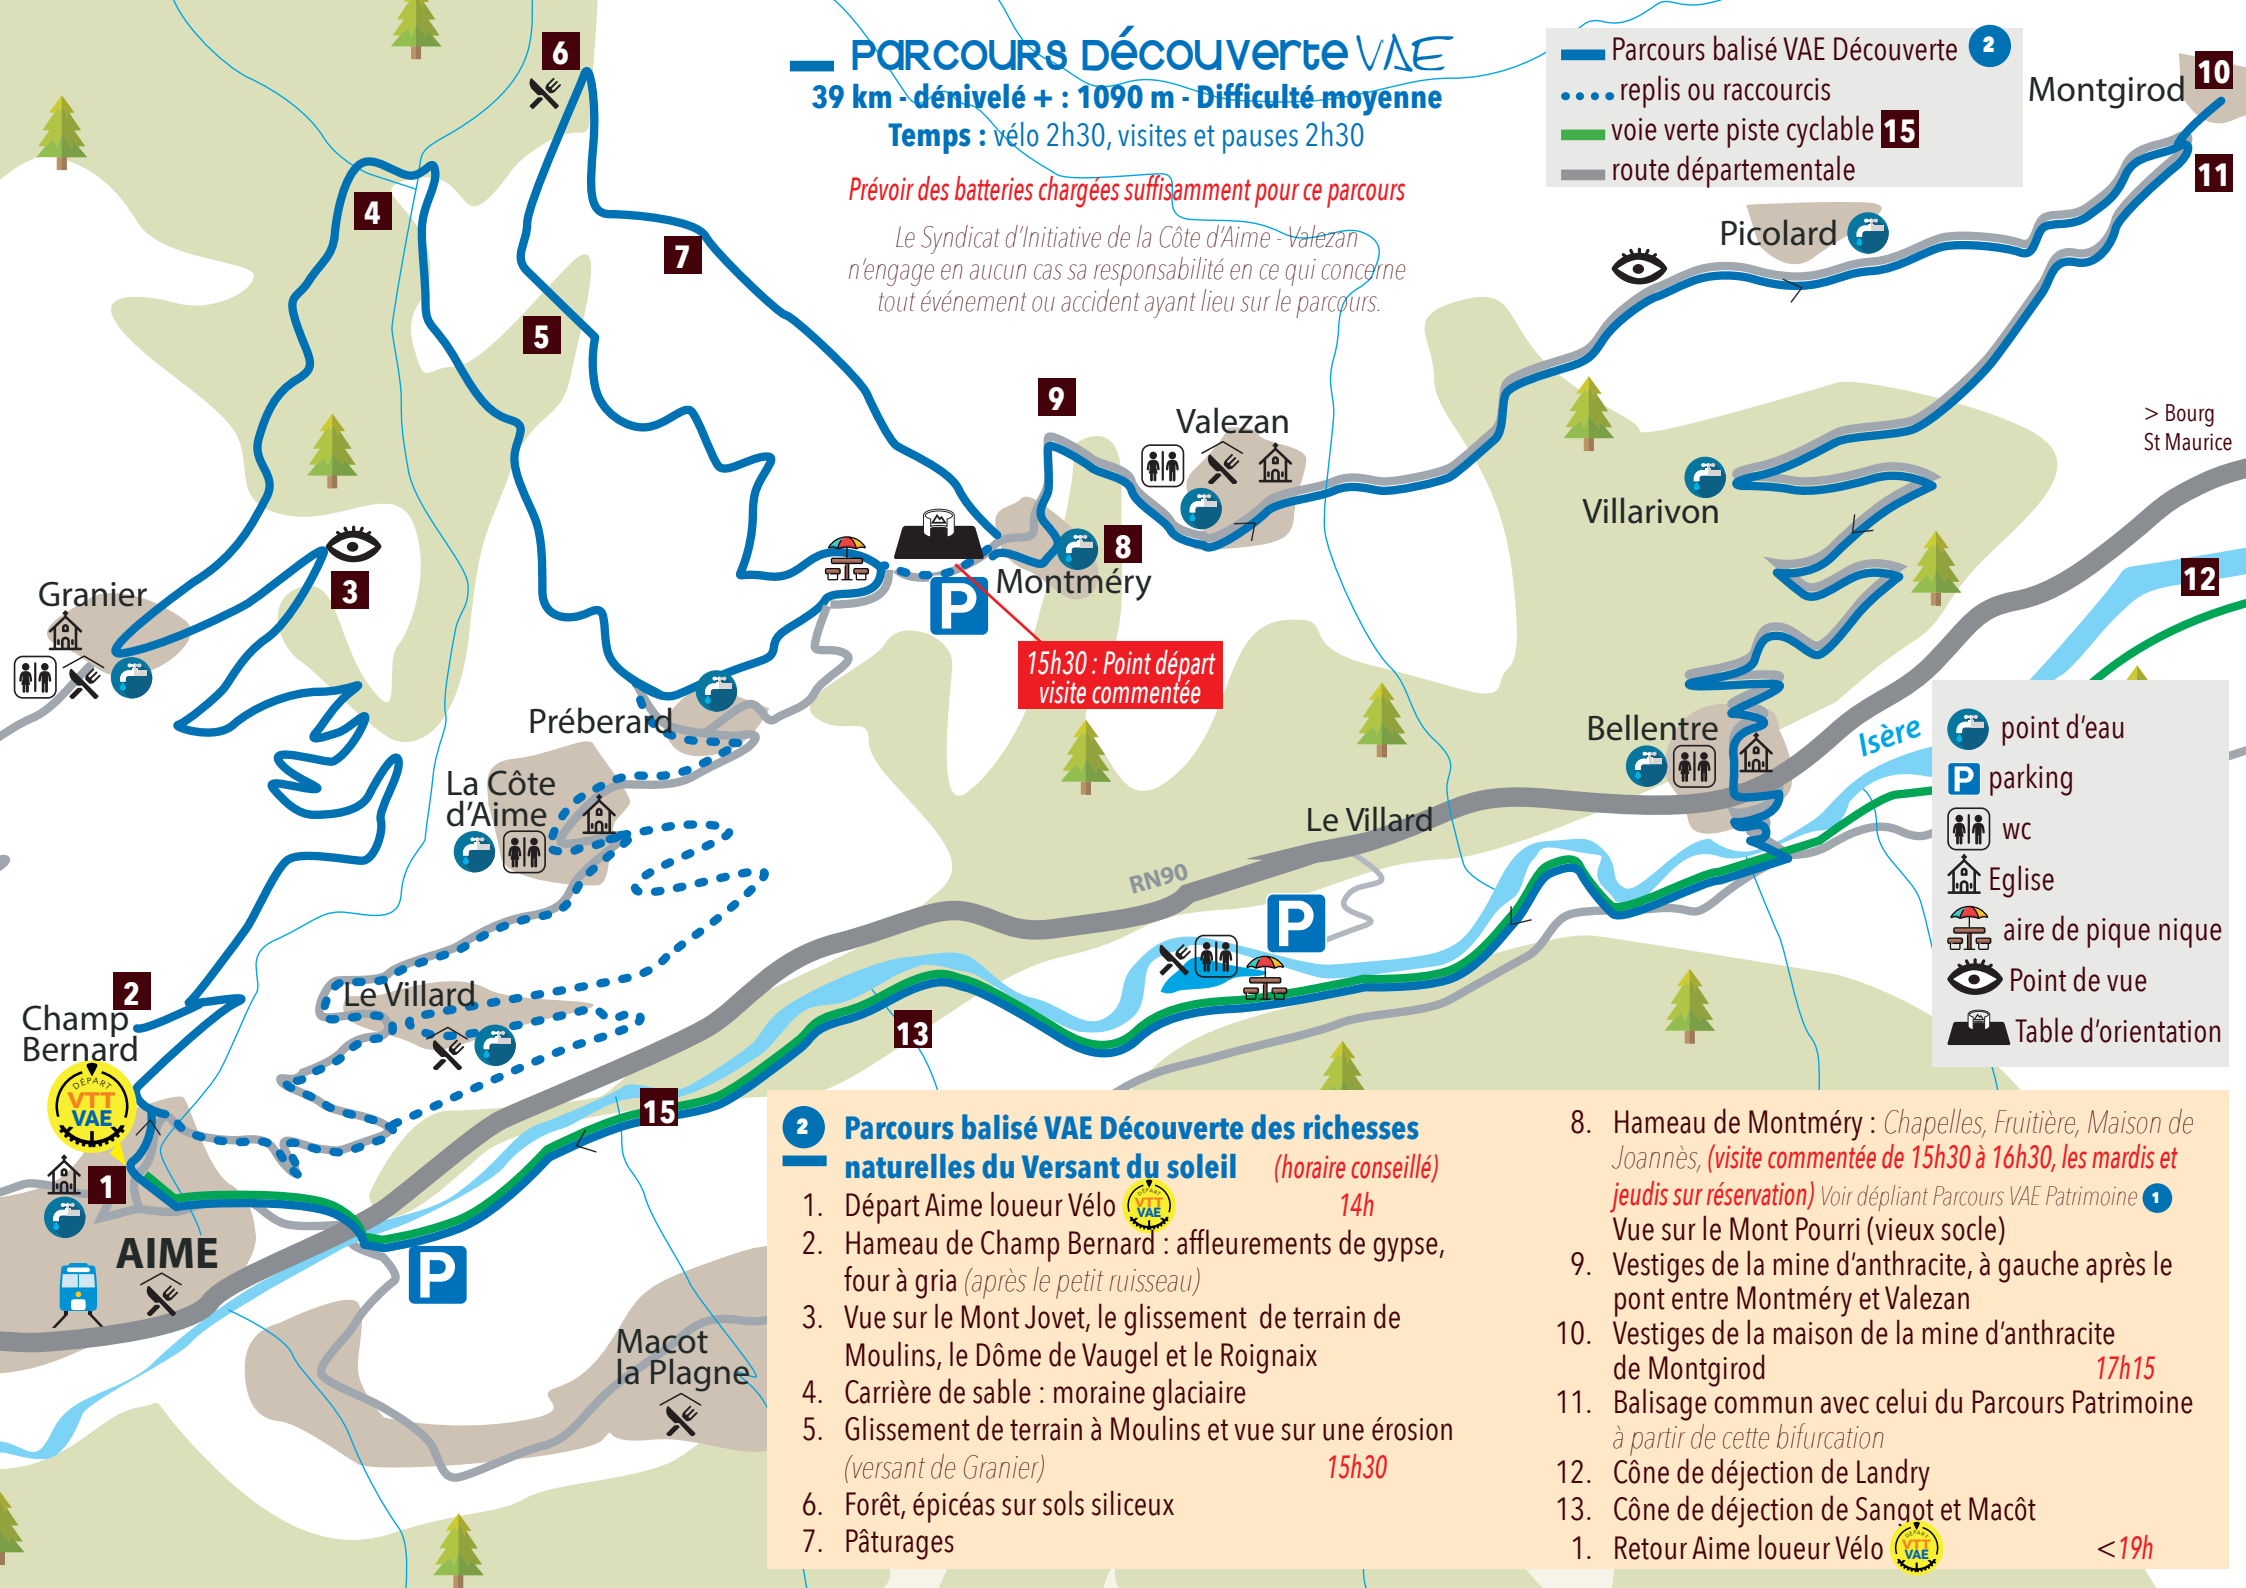 PARCOURS DÉCOUVERTE VAE
39 km - dénivelé + : 1090 m - Difficulté moyenne
Temps : vélo 2h30, visites et pauses 2h30
Prévoir des batteries chargées suffisamment pour ce parcours
Le Syndicat d'Initiative de la Côte d'Aime - Valezan
n'engage en aucun cas sa responsabilité en ce qui concerne
tout événement ou accident ayant lieu sur le parcours.
Parcours balisé VAE Découverte 2
replis ou raccourcis
voie verte piste cyclable 15
route départementale
Montgirod
10
11
6
4
7
5
Picolard
9
Valezan
> Bourg
St Maurice
Villarivon
8
Montméry
P
12
3
Granier
15h30 : Point départ
visite commentée
Préberard
La Côte
d'Aime
Bellentre
Isère
Le Villard
RN90
P
point d'eau
P parking
wc
Eglise
aire de pique nique
Point de vue
Table d'orientation
2
Champ
Bernard
Le Villard
13
DÉPART
VTT
VAE
15
1
AIME
P
Macot
la Plagne
2 Parcours balisé VAE Découverte des richesses
naturelles du Versant du soleil (horaire conseillé)
1. Départ Aime loueur Vélo DÉPART VTT VAE 14h
2. Hameau de Champ Bernard : affleurements de gypse,
four à gria (après le petit ruisseau)
3. Vue sur le Mont Jovet, le glissement de terrain de
Moulins, le Dôme de Vaugel et le Roignaix
4. Carrière de sable : moraine glaciaire
5. Glissement de terrain à Moulins et vue sur une érosion
(versant de Granier) 15h30
6. Forêt, épicéas sur sols siliceux
7. Pâturages
8. Hameau de Montméry : Chapelles, Fruitière, Maison de
Joannès, (visite commentée de 15h30 à 16h30, les mardis et
jeudis sur réservation) Voir dépliant Parcours VAE Patrimoine 1
Vue sur le Mont Pourri (vieux socle)
9. Vestiges de la mine d'anthracite, à gauche après le
pont entre Montméry et Valezan
10. Vestiges de la maison de la mine d'anthracite
de Montgirod 17h15
11. Balisage commun avec celui du Parcours Patrimoine
à partir de cette bifurcation
12. Cône de déjection de Landry
13. Cône de déjection de Sangot et Macôt
1. Retour Aime loueur Vélo DÉPART VTT VAE <19h